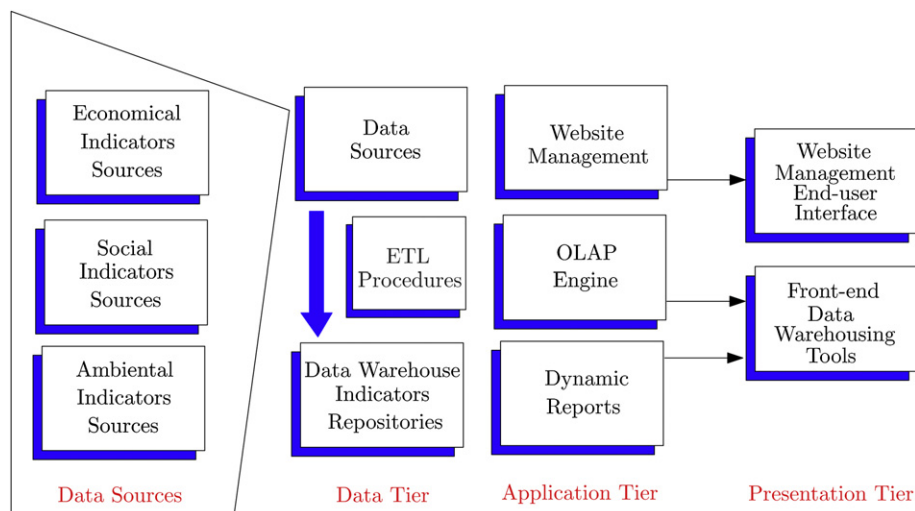 Economical
Indicators
Sources
Social
Indicators
Sources
Ambiental
Indicators
Sources
Data Sources
Data
Sources
ETL
Procedures
Data Warehouse
Indicators
Repositories
Data Tier
Website
Management
OLAP
Engine
Dynamic
Reports
Application Tier
Website
Management
End-user
Interface
Front-end
Data
Warehousing
Tools
Presentation Tier